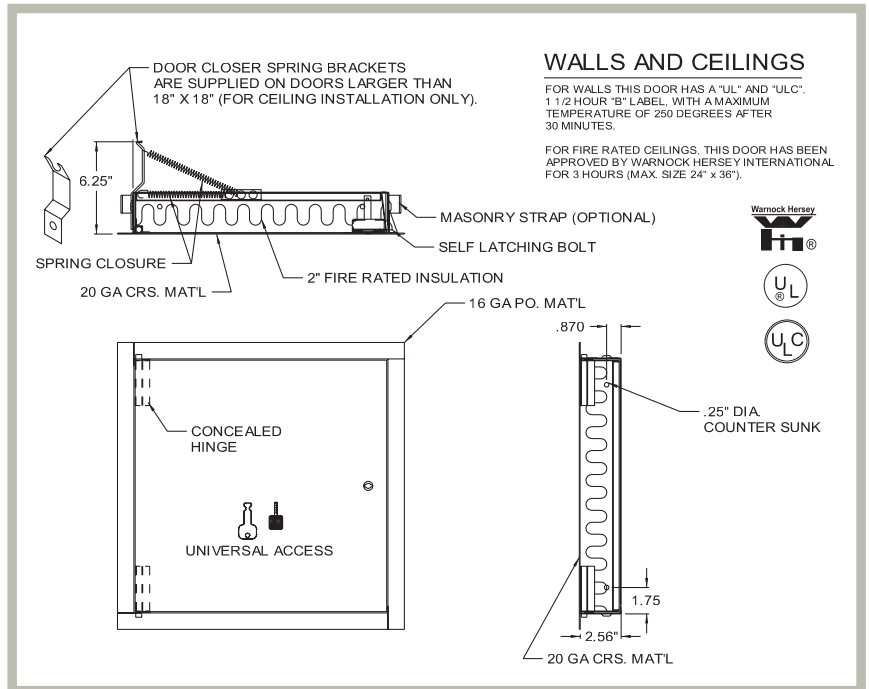 DOOR CLOSER SPRING BRACKETS
ARE SUPPLIED ON DOORS LARGER THAN
18" X 18" (FOR CEILING INSTALLATION ONLY).
WALLS AND CEILINGS
FOR WALLS THIS DOOR HAS A "UL" AND "ULC".
1 1/2 HOUR "B" LABEL, WITH A MAXIMUM
TEMPERATURE OF 250 DEGREES AFTER
30 MINUTES.
FOR FIRE RATED CEILINGS, THIS DOOR HAS BEEN
APPROVED BY WARNOCK HERSEY INTERNATIONAL
FOR 3 HOURS (MAX. SIZE 24" x 36").
6.25"
MASONRY STRAP (OPTIONAL)
SELF LATCHING BOLT
SPRING CLOSURE
2" FIRE RATED INSULATION
20 GA CRS. MAT'L
16 GA PO. MAT'L
Warnock Hersey
®
UL
®
ULC
.870
.25" DIA.
COUNTER SUNK
CONCEALED
HINGE
UNIVERSAL ACCESS
1.75
2.56"
20 GA CRS. MAT'L